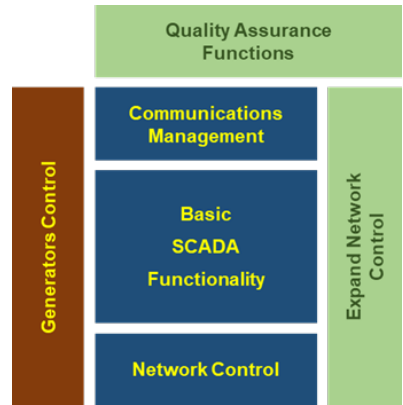 Quality Assurance
Functions
Generators Control
Communications
Management
Basic
SCADA
Functionality
Network Control
Expand Network
Control